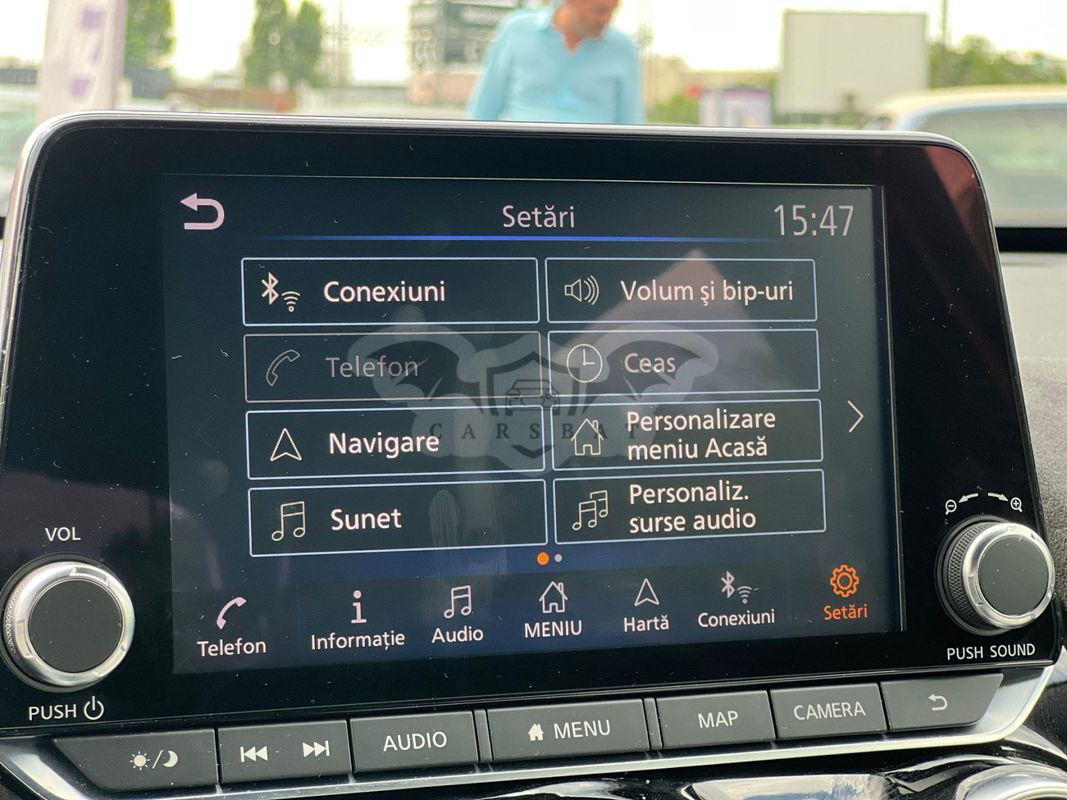 Setări
15:47
Conexiuni
Volum și bip-uri
Telefon
Ceas
Navigare
Personalizare
meniu Acasă
Sunet
Personaliz.
surse audio
CARSBAT
Telefon
Informație
Audio
MENIU
Hartă
Conexiuni
Setări
VOL
PUSH
PUSH SOUND
AUDIO
MENU
MAP
CAMERA